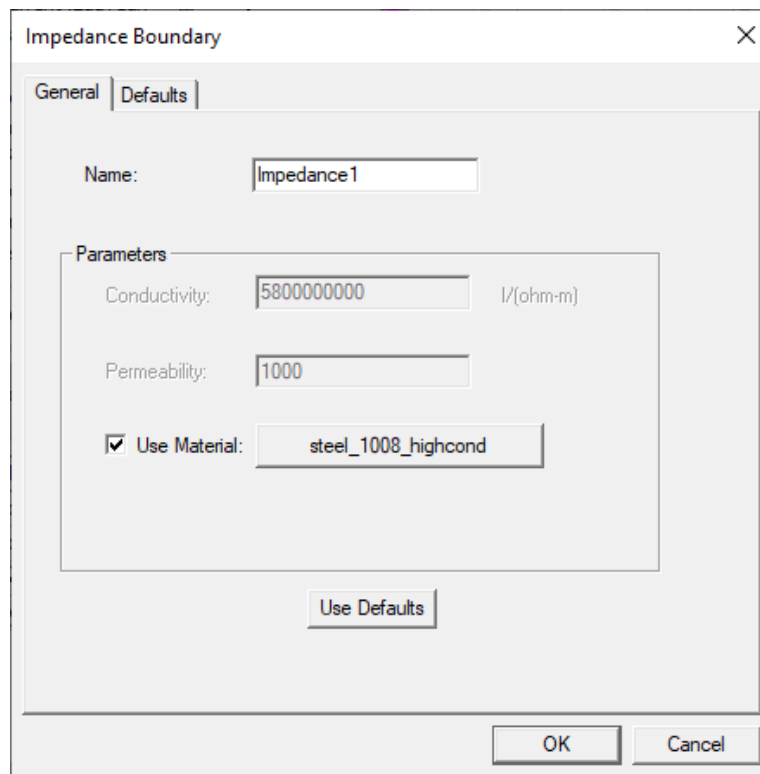 Impedance Boundary
General Defaults
Name: Impedance1
Parameters
Conductivity: 5800000000 l/(ohm-m)
Permeability: 1000
Use Material: steel_1008_highcond
Use Defaults
OK Cancel